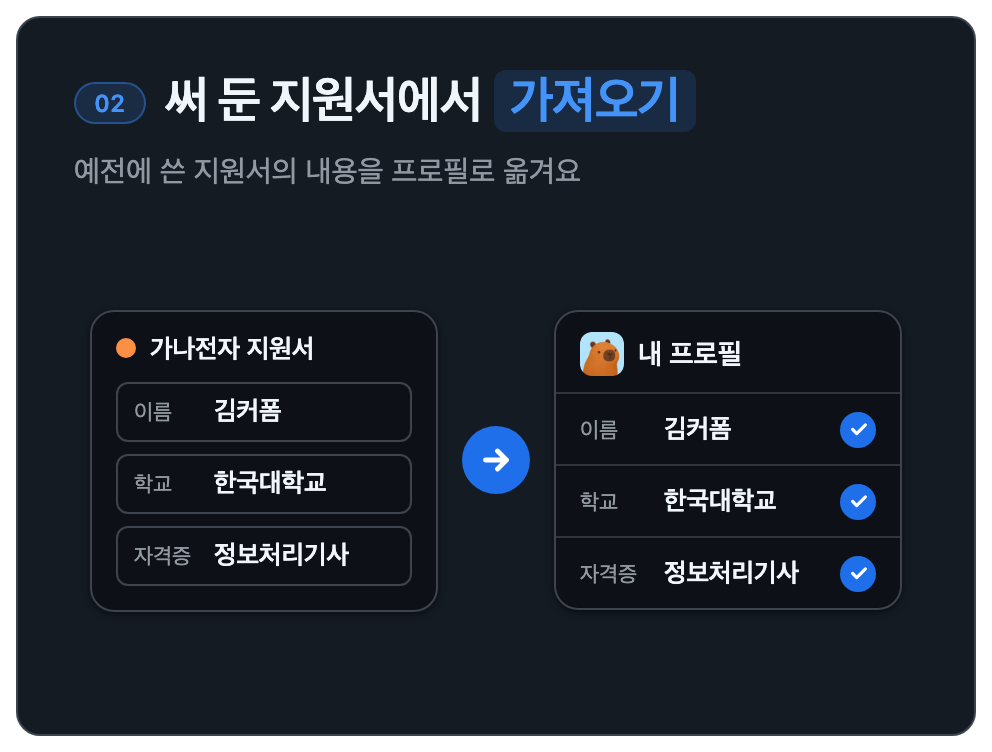 02 써 둔 지원서에서 가져오기
예전에 쓴 지원서의 내용을 프로필로 옮겨요
가나전자 지원서
이름 김커폼
학교 한국대학교
자격증 정보처리기사
내 프로필
이름 김커폼
학교 한국대학교
자격증 정보처리기사